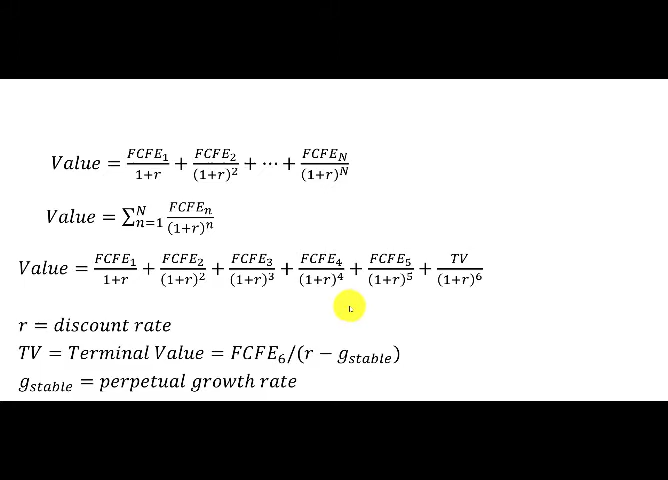 Value = FCFE₁/(1+r) + FCFE₂/(1+r)² + ⋯ + FCFE_N/(1+r)^N
Value = ∑_{n=1}^{N} FCFE_n/(1+r)^n
Value = FCFE₁/(1+r) + FCFE₂/(1+r)² + FCFE₃/(1+r)³ + FCFE₄/(1+r)⁴ + FCFE₅/(1+r)⁵ + TV/(1+r)⁶
r = discount rate
TV = Terminal Value = FCFE₆/(r − g_stable)
g_stable = perpetual growth rate